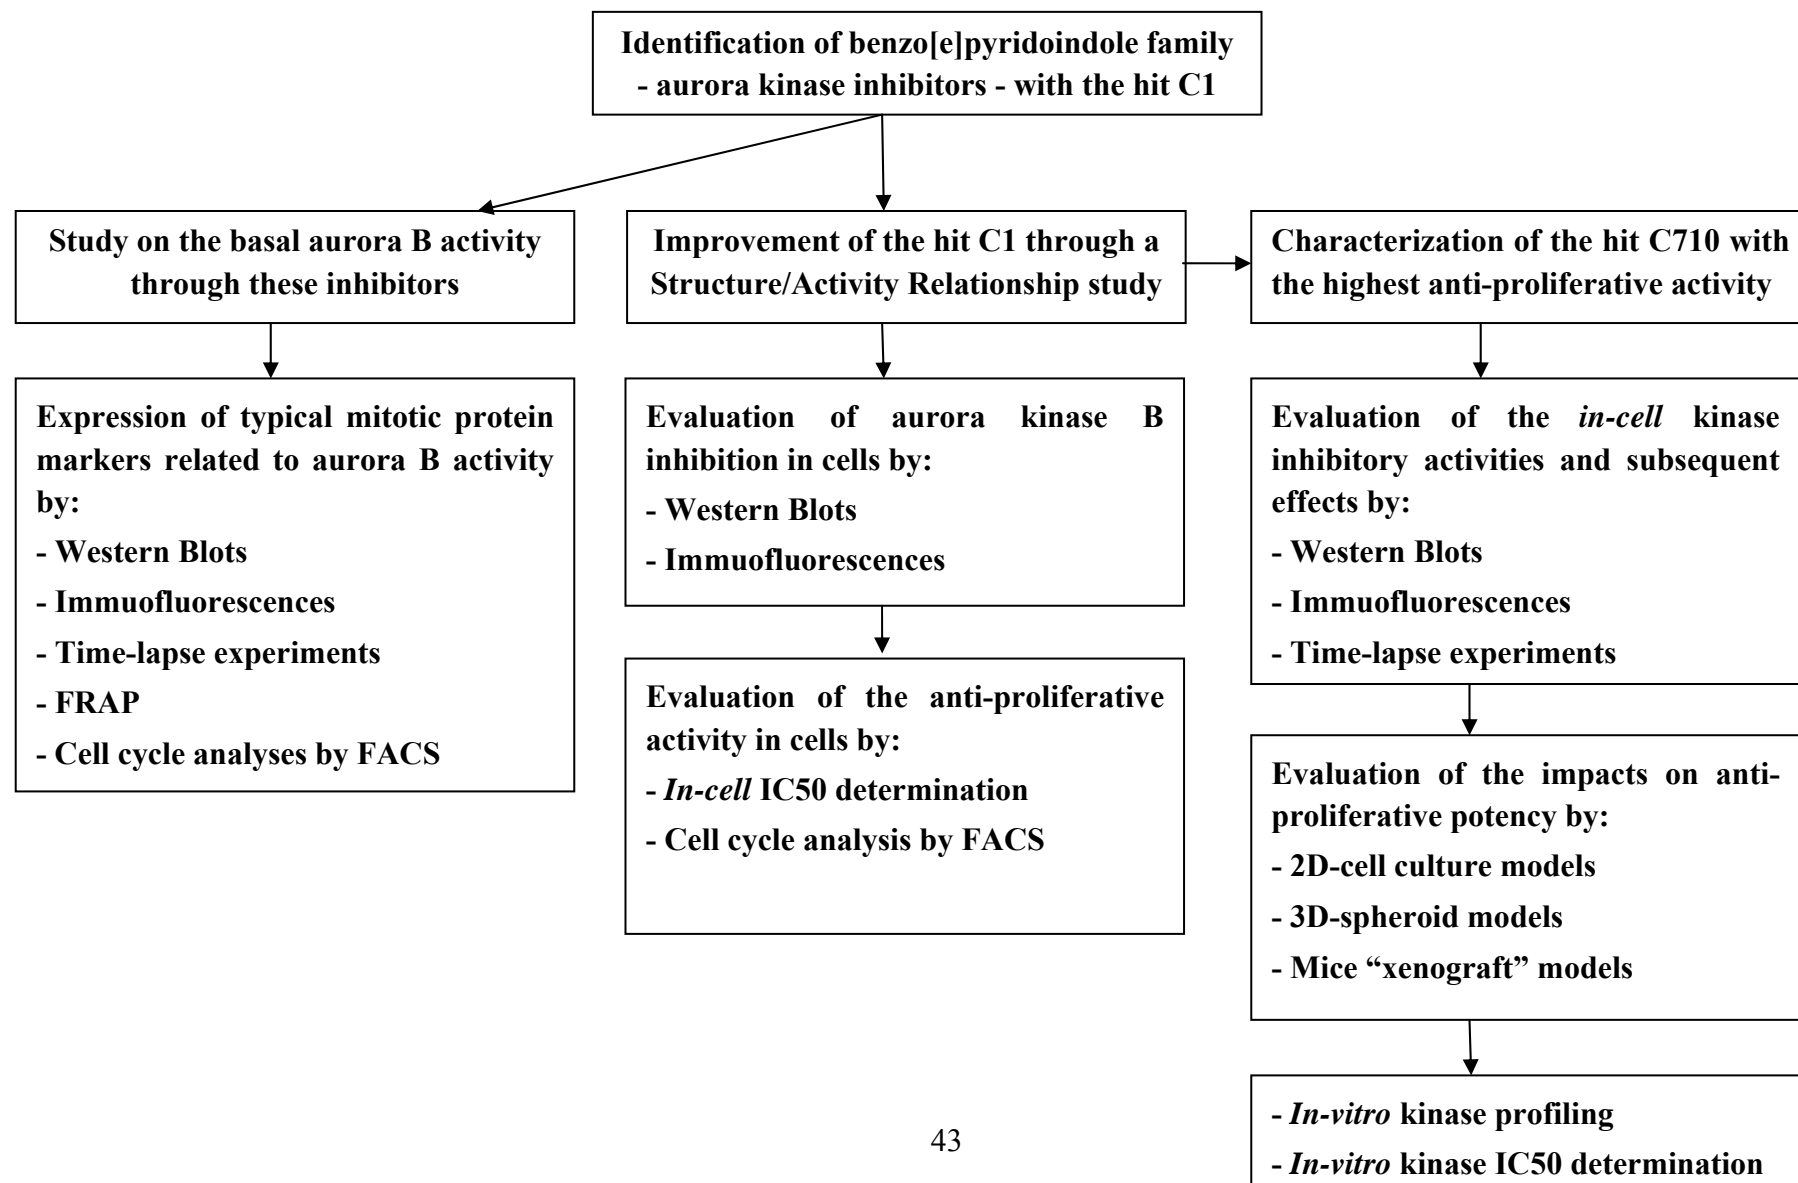 Identification of benzo[e]pyridoindole family
- aurora kinase inhibitors - with the hit C1
Study on the basal aurora B activity
through these inhibitors
Improvement of the hit C1 through a
Structure/Activity Relationship study
Characterization of the hit C710 with
the highest anti-proliferative activity
Expression of typical mitotic protein
markers related to aurora B activity
by:
- Western Blots
- Immuofluorescences
- Time-lapse experiments
- FRAP
- Cell cycle analyses by FACS
Evaluation of aurora kinase B
inhibition in cells by:
- Western Blots
- Immuofluorescences
Evaluation of the anti-proliferative
activity in cells by:
- In-cell IC50 determination
- Cell cycle analysis by FACS
Evaluation of the in-cell kinase
inhibitory activities and subsequent
effects by:
- Western Blots
- Immuofluorescences
- Time-lapse experiments
Evaluation of the impacts on anti-
proliferative potency by:
- 2D-cell culture models
- 3D-spheroid models
- Mice “xenograft” models
- In-vitro kinase profiling
- In-vitro kinase IC50 determination
43